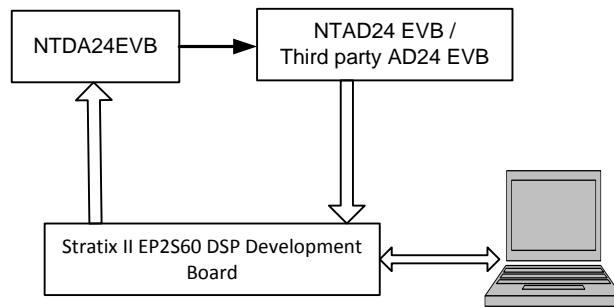 NTDA24EVB
NTAD24 EVB /
Third party AD24 EVB
Stratix II EP2S60 DSP Development
Board